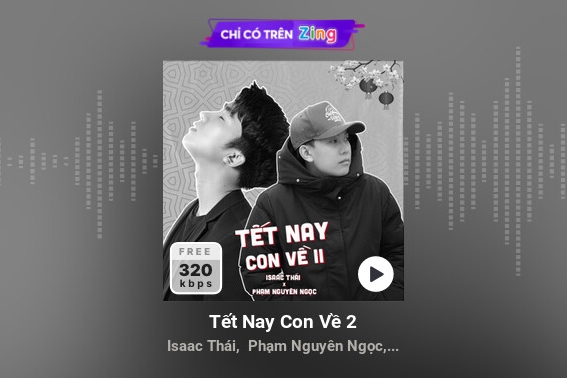 CHỈ CÓ TRÊN Zing
TẾT NAY
CON VỀ II
ISAAC THÁI
x
PHẠM NGUYÊN NGỌC
FREE
320
kbps
Tết Nay Con Về 2
Isaac Thái,  Phạm Nguyên Ngọc,...